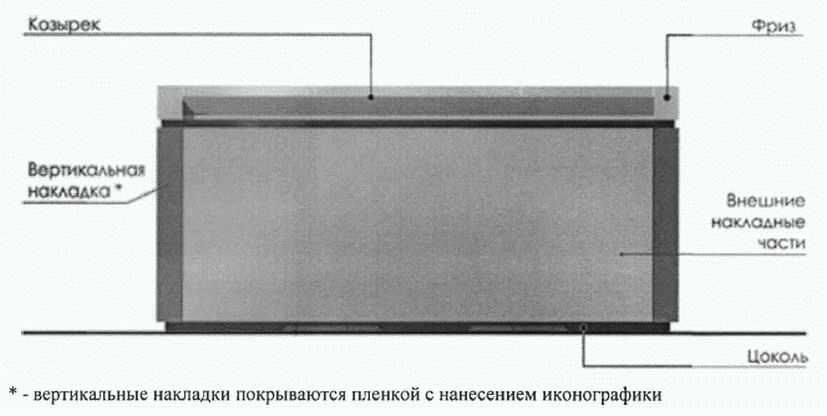 Козырек
Фриз
Вертикальная
накладка *
Внешние
накладные
части
Цоколь
* - вертикальные накладки покрываются пленкой с нанесением иконографики